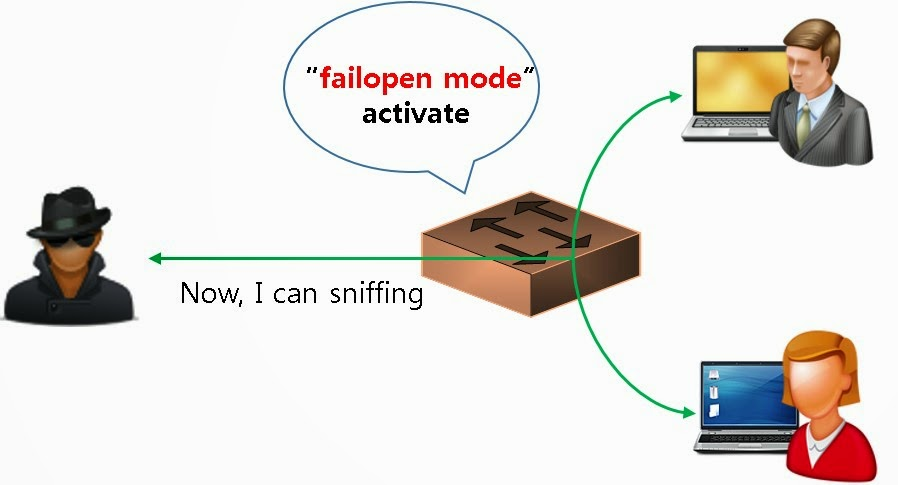 "failopen mode"
activate
Now, I can sniffing